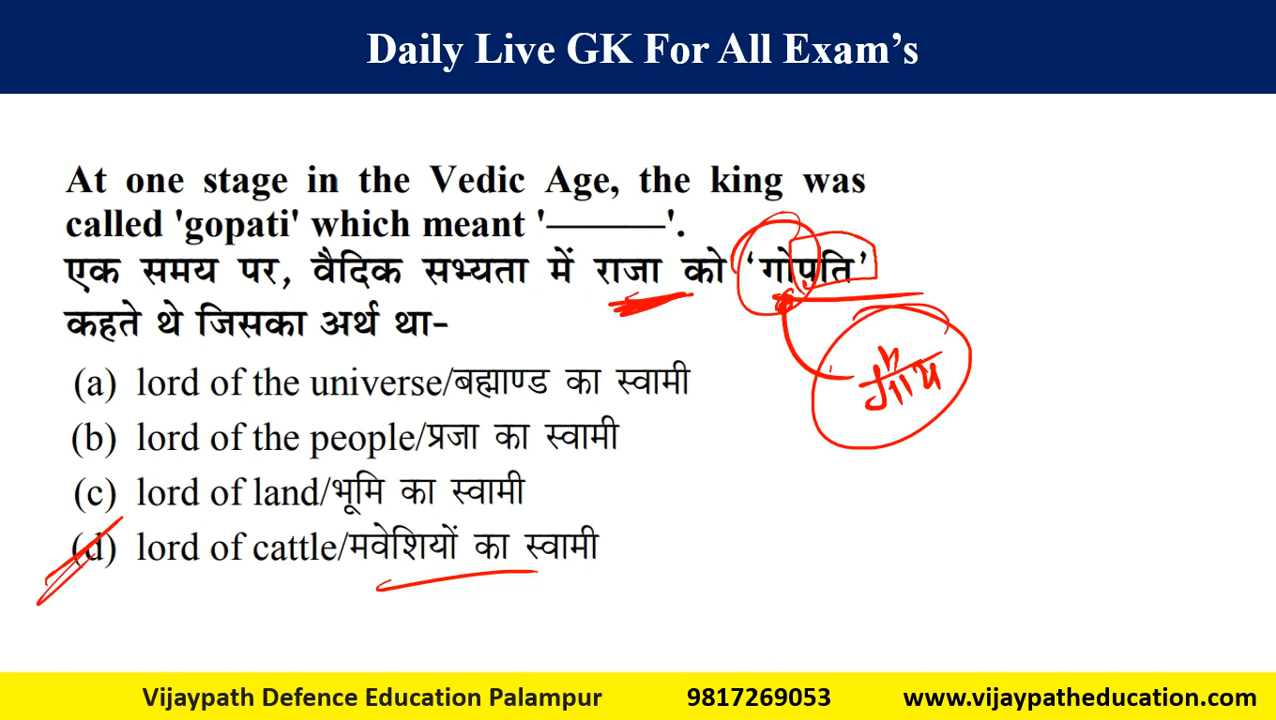 Daily Live GK For All Exam’s
At one stage in the Vedic Age, the king was
called 'gopati' which meant '———'.
एक समय पर, वैदिक सभ्यता में राजा को ‘गोपति’
कहते थे जिसका अर्थ था-
गाय
(a) lord of the universe/बह्माण्ड का स्वामी
(b) lord of the people/प्रजा का स्वामी
(c) lord of land/भूमि का स्वामी
(d) lord of cattle/मवेशियों का स्वामी
Vijaypath Defence Education Palampur 9817269053 www.vijaypatheducation.com